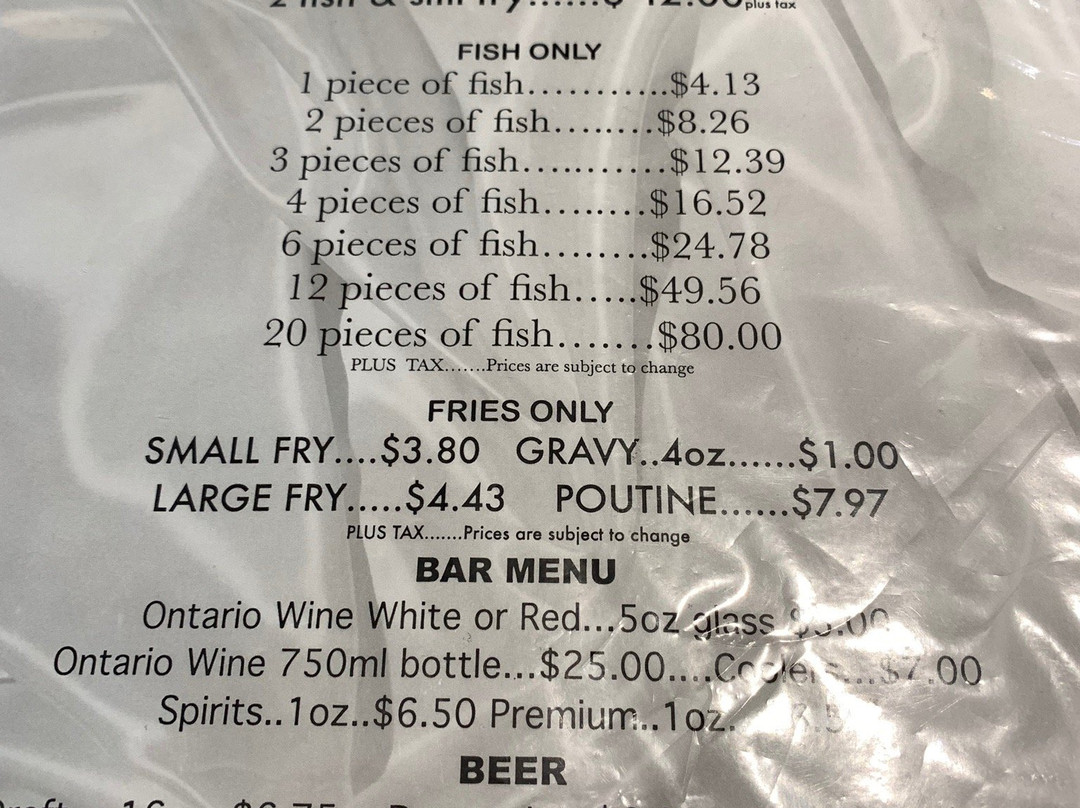 plus tax
FISH ONLY
1 piece of fish............$4.13
2 pieces of fish........$8.26
3 pieces of fish............$12.39
4 pieces of fish........$16.52
6 pieces of fish........$24.78
12 pieces of fish.....$49.56
20 pieces of fish.......$80.00
PLUS TAX.......Prices are subject to change
FRIES ONLY
SMALL FRY....$3.80 GRAVY..4oz......$1.00
LARGE FRY.....$4.43 POUTINE......$7.97
PLUS TAX.......Prices are subject to change
BAR MENU
Ontario Wine White or Red...5oz glass
Ontario Wine 750ml bottle...$25.00....Coolers...$7.00
Spirits..1oz..$6.50 Premium..1oz.
BEER